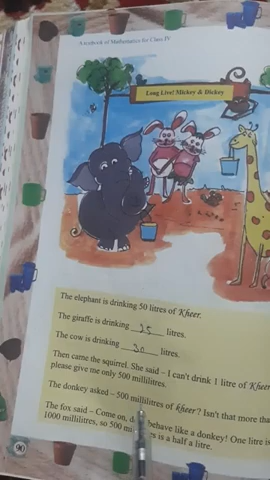 A textbook of Mathematics for Class IV
Long Live! Mickey & Dickey
The elephant is drinking 50 litres of Kheer.
The giraffe is drinking 25 litres.
The cow is drinking 30 litres.
Then came the squirrel. She said – I can't drink 1 litre of Kheer
please give me only 500 millilitres.
The donkey asked – 500 millilitres of kheer? Isn't that more tha
The fox said – Come on, behave like a donkey! One litre is
1000 millilitres, so 500 is a half a litre.
90